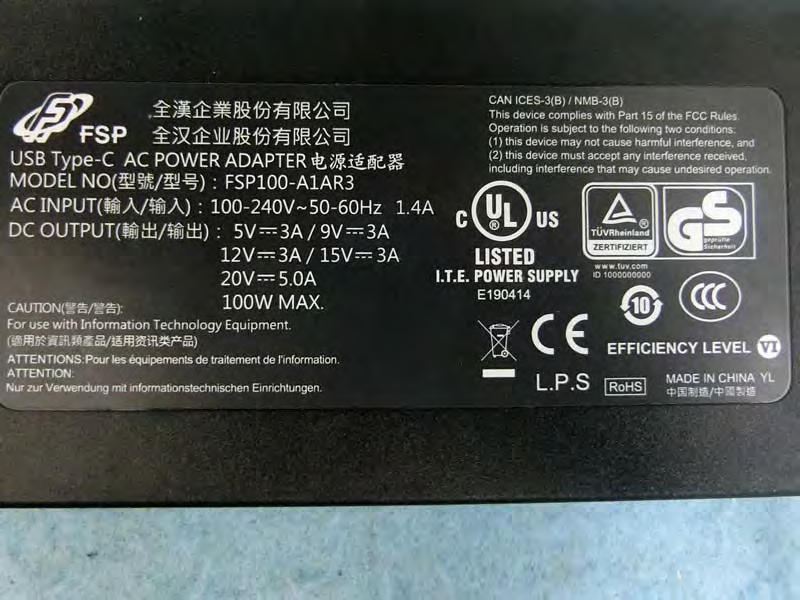 FSP
全漢企業股份有限公司
全汉企业股份有限公司
USB Type-C AC POWER ADAPTER 电源适配器
MODEL NO(型號/型号) : FSP100-A1AR3
AC INPUT(輸入/输入) : 100-240V~50-60Hz 1.4A
DC OUTPUT(輸出/输出) : 5V⎓3A / 9V⎓3A
12V⎓3A / 15V⎓3A
20V⎓5.0A
100W MAX.
CAUTION(警告/警告):
For use with Information Technology Equipment.
(適用於資訊類產品/适用资讯类产品)
ATTENTIONS:Pour les équipements de traitement de l'information.
ATTENTION:
Nur zur Verwendung mit informationstechnischen Einrichtungen.
CAN ICES-3(B) / NMB-3(B)
This device complies with Part 15 of the FCC Rules.
Operation is subject to the following two conditions:
(1) this device may not cause harmful interference, and
(2) this device must accept any interference received,
including interference that may cause undesired operation.
C UL ® US
LISTED
I.T.E. POWER SUPPLY
E190414
TÜVRheinland
ZERTIFIZIERT
www.tuv.com
ID 1000000000
GS
geprüfte
Sicherheit
10
CCC
CE
EFFICIENCY LEVEL VI
L.P.S
RoHS
MADE IN CHINA YL
中国制造/中國製造